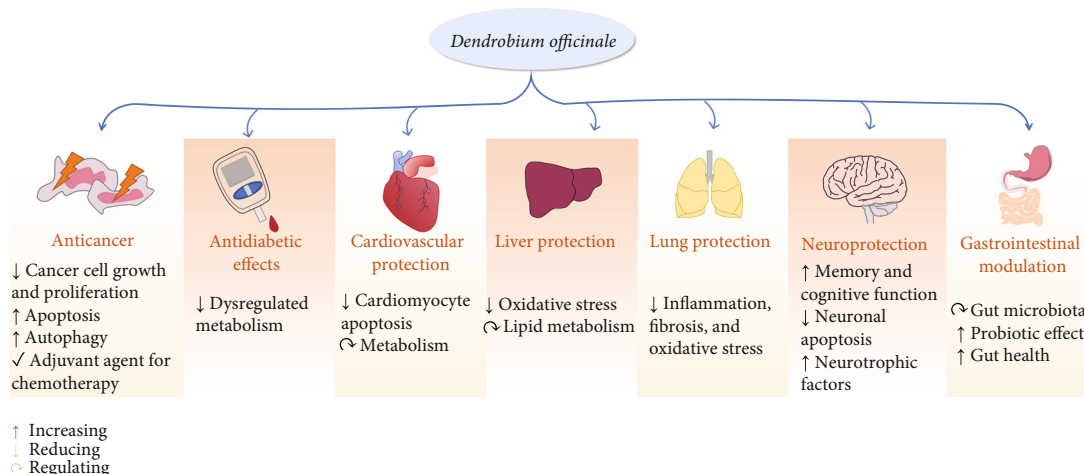 Dendrobium officinale
Anticancer
↓ Cancer cell growth
and proliferation
↑ Apoptosis
↑ Autophagy
✓ Adjuvant agent for
chemotherapy
Antidiabetic
effects
↓ Dysregulated
metabolism
Cardiovascular
protection
↓ Cardiomyocyte
apoptosis
↷ Metabolism
Liver protection
↓ Oxidative stress
↷ Lipid metabolism
Lung protection
↓ Inflammation,
fibrosis, and
oxidative stress
Neuroprotection
↑ Memory and
cognitive function
↓ Neuronal
apoptosis
↑ Neurotrophic
factors
Gastrointestinal
modulation
↷ Gut microbiota
↑ Probiotic effect
↑ Gut health
↑ Increasing
↓ Reducing
↷ Regulating